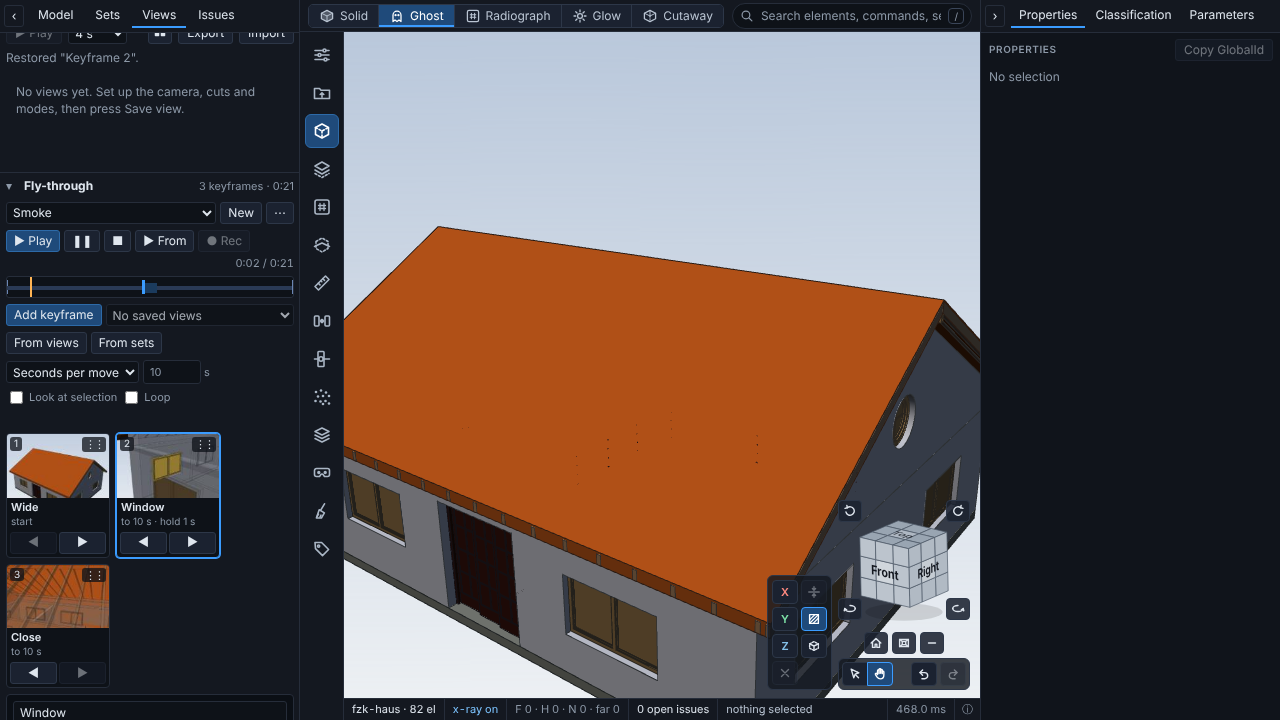 Model Sets Views Issues
Solid Ghost Radiograph Glow Cutaway
Search elements, commands, se /
Properties Classification Parameters
Play 4 s Export Import
Restored "Keyframe 2".
No views yet. Set up the camera, cuts and
modes, then press Save view.
PROPERTIES Copy GlobalId
No selection
Fly-through 3 keyframes · 0:21
Smoke New ...
Play From Rec
0:02 / 0:21
Add keyframe No saved views
From views From sets
Seconds per move 10 s
Look at selection Loop
1
Wide
start
2
Window
to 10 s · hold 1 s
3
Close
to 10 s
Window
Front Right
X
Y
Z
fzk-haus · 82 el x-ray on F 0 · H 0 · N 0 · far 0 0 open issues nothing selected 468.0 ms